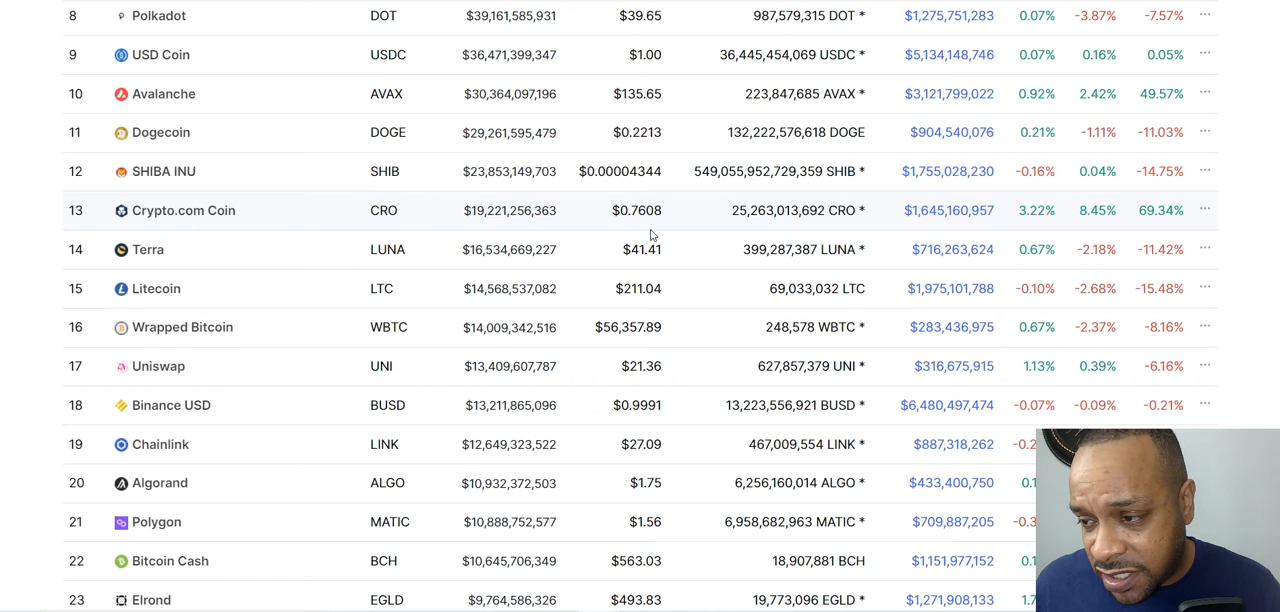 8 Polkadot DOT $39,161,585,931 $39.65 987,579,315 DOT * $1,275,751,283 0.07% -3.87% -7.57% ...
9 USD Coin USDC $36,471,399,347 $1.00 36,445,454,069 USDC * $5,134,148,746 0.07% 0.16% 0.05% ...
10 Avalanche AVAX $30,364,097,196 $135.65 223,847,685 AVAX * $3,121,799,022 0.92% 2.42% 49.57% ...
11 Dogecoin DOGE $29,261,595,479 $0.2213 132,222,576,618 DOGE $904,540,076 0.21% -1.11% -11.03% ...
12 SHIBA INU SHIB $23,853,149,703 $0.00004344 549,055,952,729,359 SHIB * $1,755,028,230 -0.16% 0.04% -14.75% ...
13 Crypto.com Coin CRO $19,221,256,363 $0.7608 25,263,013,692 CRO * $1,645,160,957 3.22% 8.45% 69.34% ...
14 Terra LUNA $16,534,669,227 $41.41 399,287,387 LUNA * $716,263,624 0.67% -2.18% -11.42% ...
15 Litecoin LTC $14,568,537,082 $211.04 69,033,032 LTC $1,975,101,788 -0.10% -2.68% -15.48% ...
16 Wrapped Bitcoin WBTC $14,009,342,516 $56,357.89 248,578 WBTC * $283,436,975 0.67% -2.37% -8.16% ...
17 Uniswap UNI $13,409,607,787 $21.36 627,857,379 UNI * $316,675,915 1.13% 0.39% -6.16% ...
18 Binance USD BUSD $13,211,865,096 $0.9991 13,223,556,921 BUSD * $6,480,497,474 -0.07% -0.09% -0.21% ...
19 Chainlink LINK $12,649,323,522 $27.09 467,009,554 LINK * $887,318,262
20 Algorand ALGO $10,932,372,503 $1.75 6,256,160,014 ALGO * $433,400,750
21 Polygon MATIC $10,888,752,577 $1.56 6,958,682,963 MATIC * $709,887,205
22 Bitcoin Cash BCH $10,645,706,349 $563.03 18,907,881 BCH $1,151,977,152
23 Elrond EGLD $9,764,586,326 $493.83 19,773,096 EGLD * $1,271,908,133